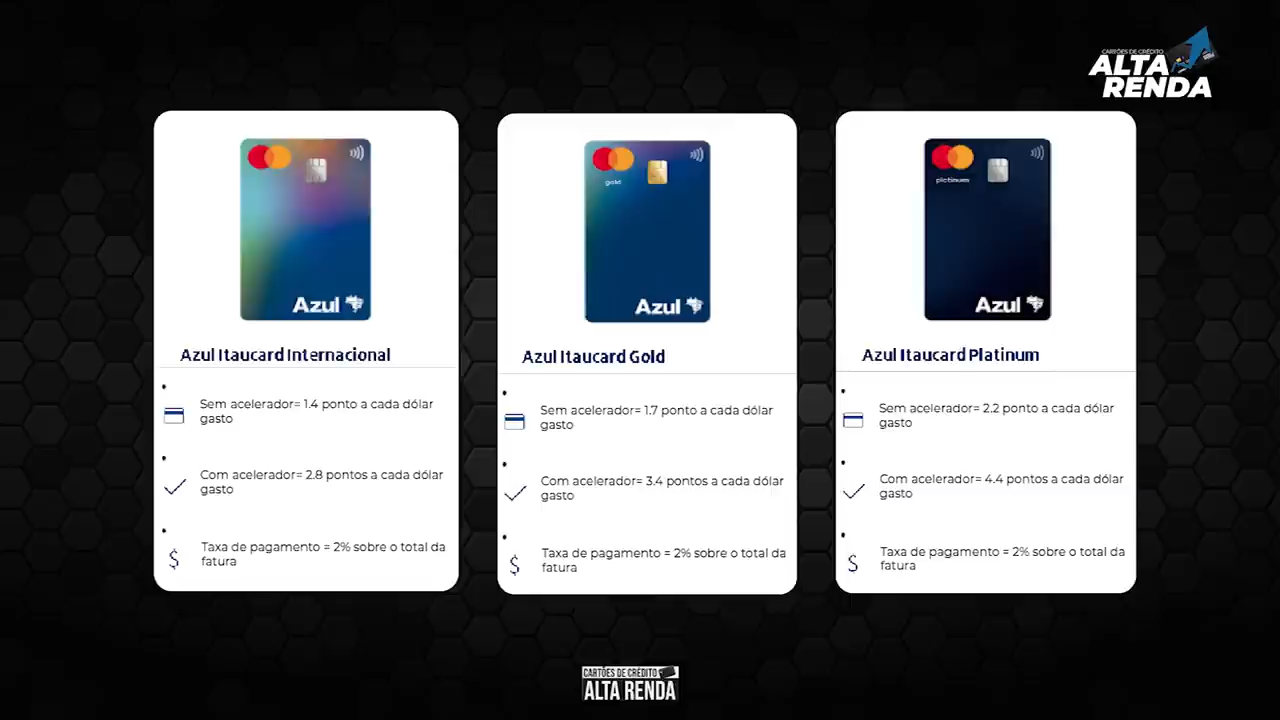 CARTÕES DE CRÉDITO
ALTA
RENDA
Azul
Azul Itaucard Internacional
Sem acelerador= 1.4 ponto a cada dólar
gasto
Com acelerador= 2.8 pontos a cada dólar
gasto
$
Taxa de pagamento = 2% sobre o total da
fatura
gold
Azul
Azul Itaucard Gold
Sem acelerador= 1.7 ponto a cada dólar
gasto
Com acelerador= 3.4 pontos a cada dólar
gasto
$
Taxa de pagamento = 2% sobre o total da
fatura
platinum
Azul
Azul Itaucard Platinum
Sem acelerador= 2.2 ponto a cada dólar
gasto
Com acelerador= 4.4 pontos a cada dólar
gasto
$
Taxa de pagamento = 2% sobre o total da
fatura
CARTÕES DE CRÉDITO
ALTA RENDA